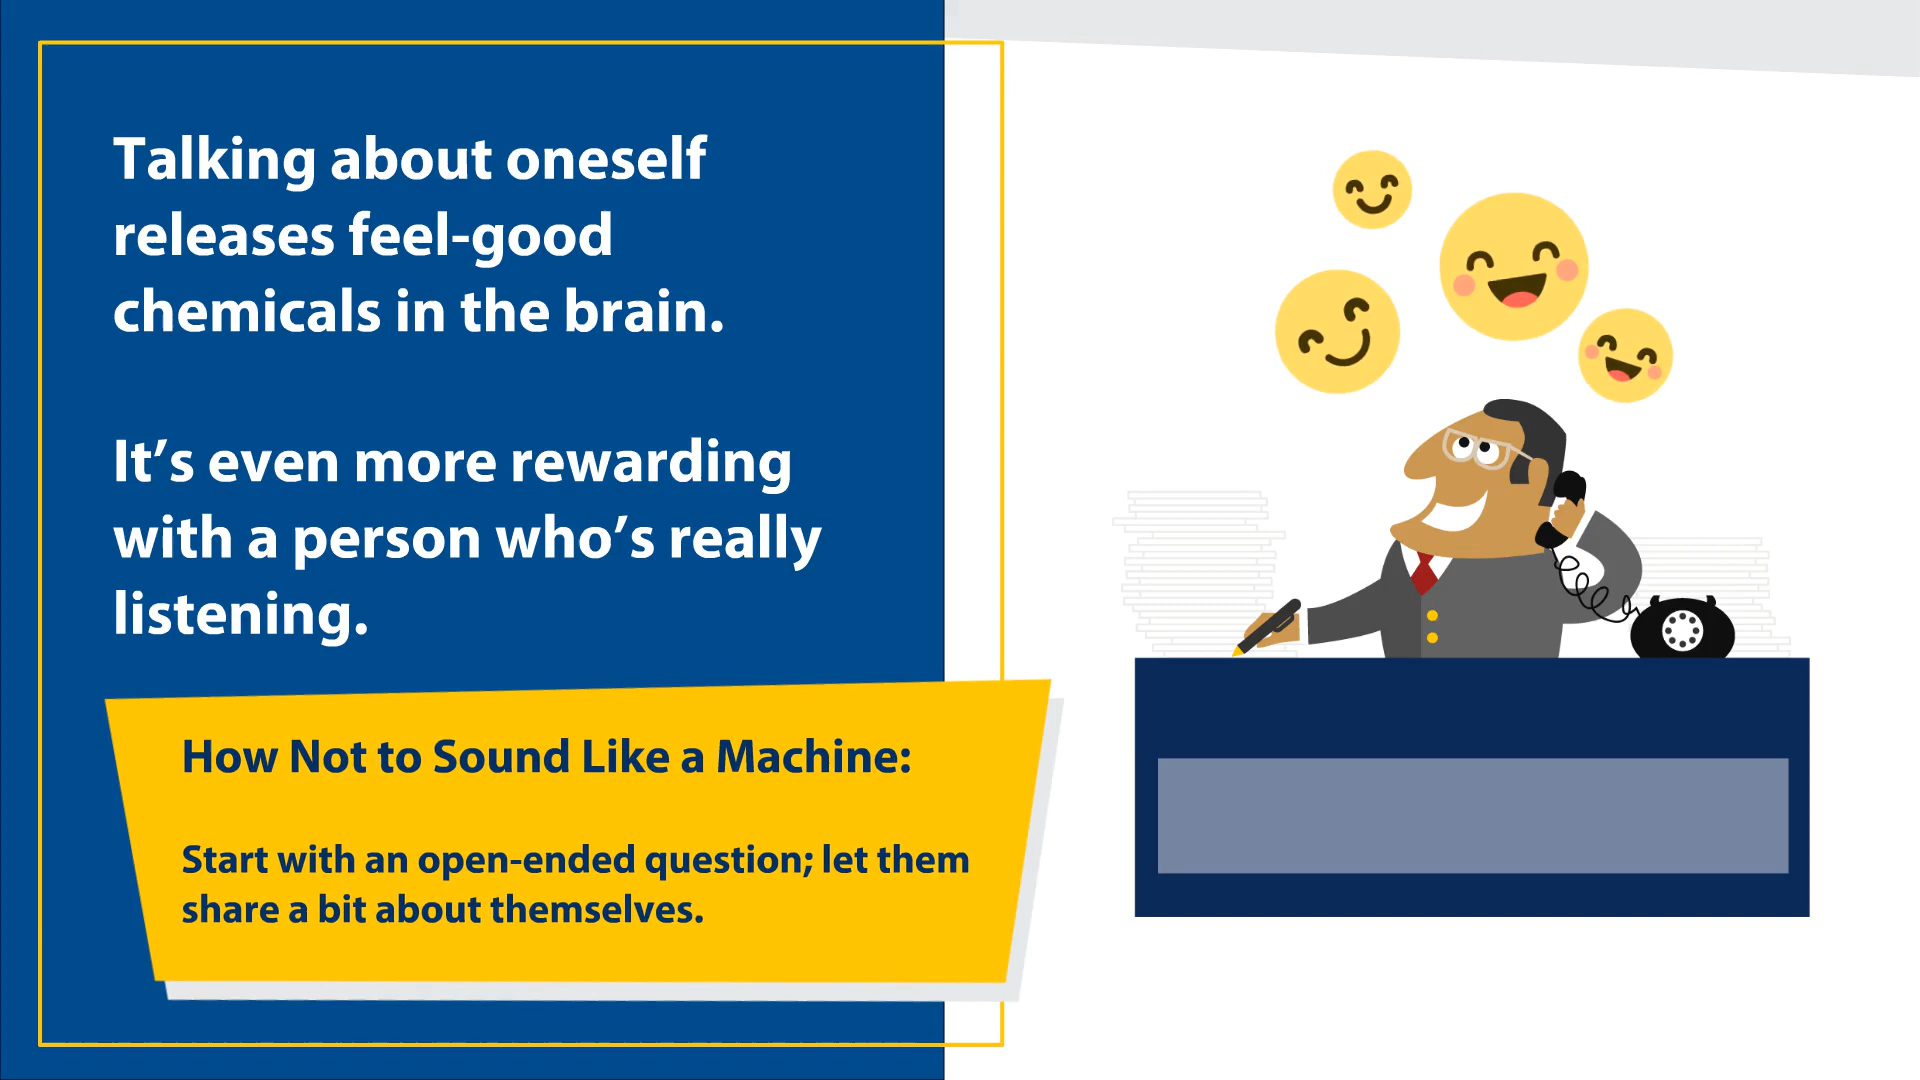 Talking about oneself
releases feel-good
chemicals in the brain.
It’s even more rewarding
with a person who’s really
listening.
How Not to Sound Like a Machine:
Start with an open-ended question; let them
share a bit about themselves.